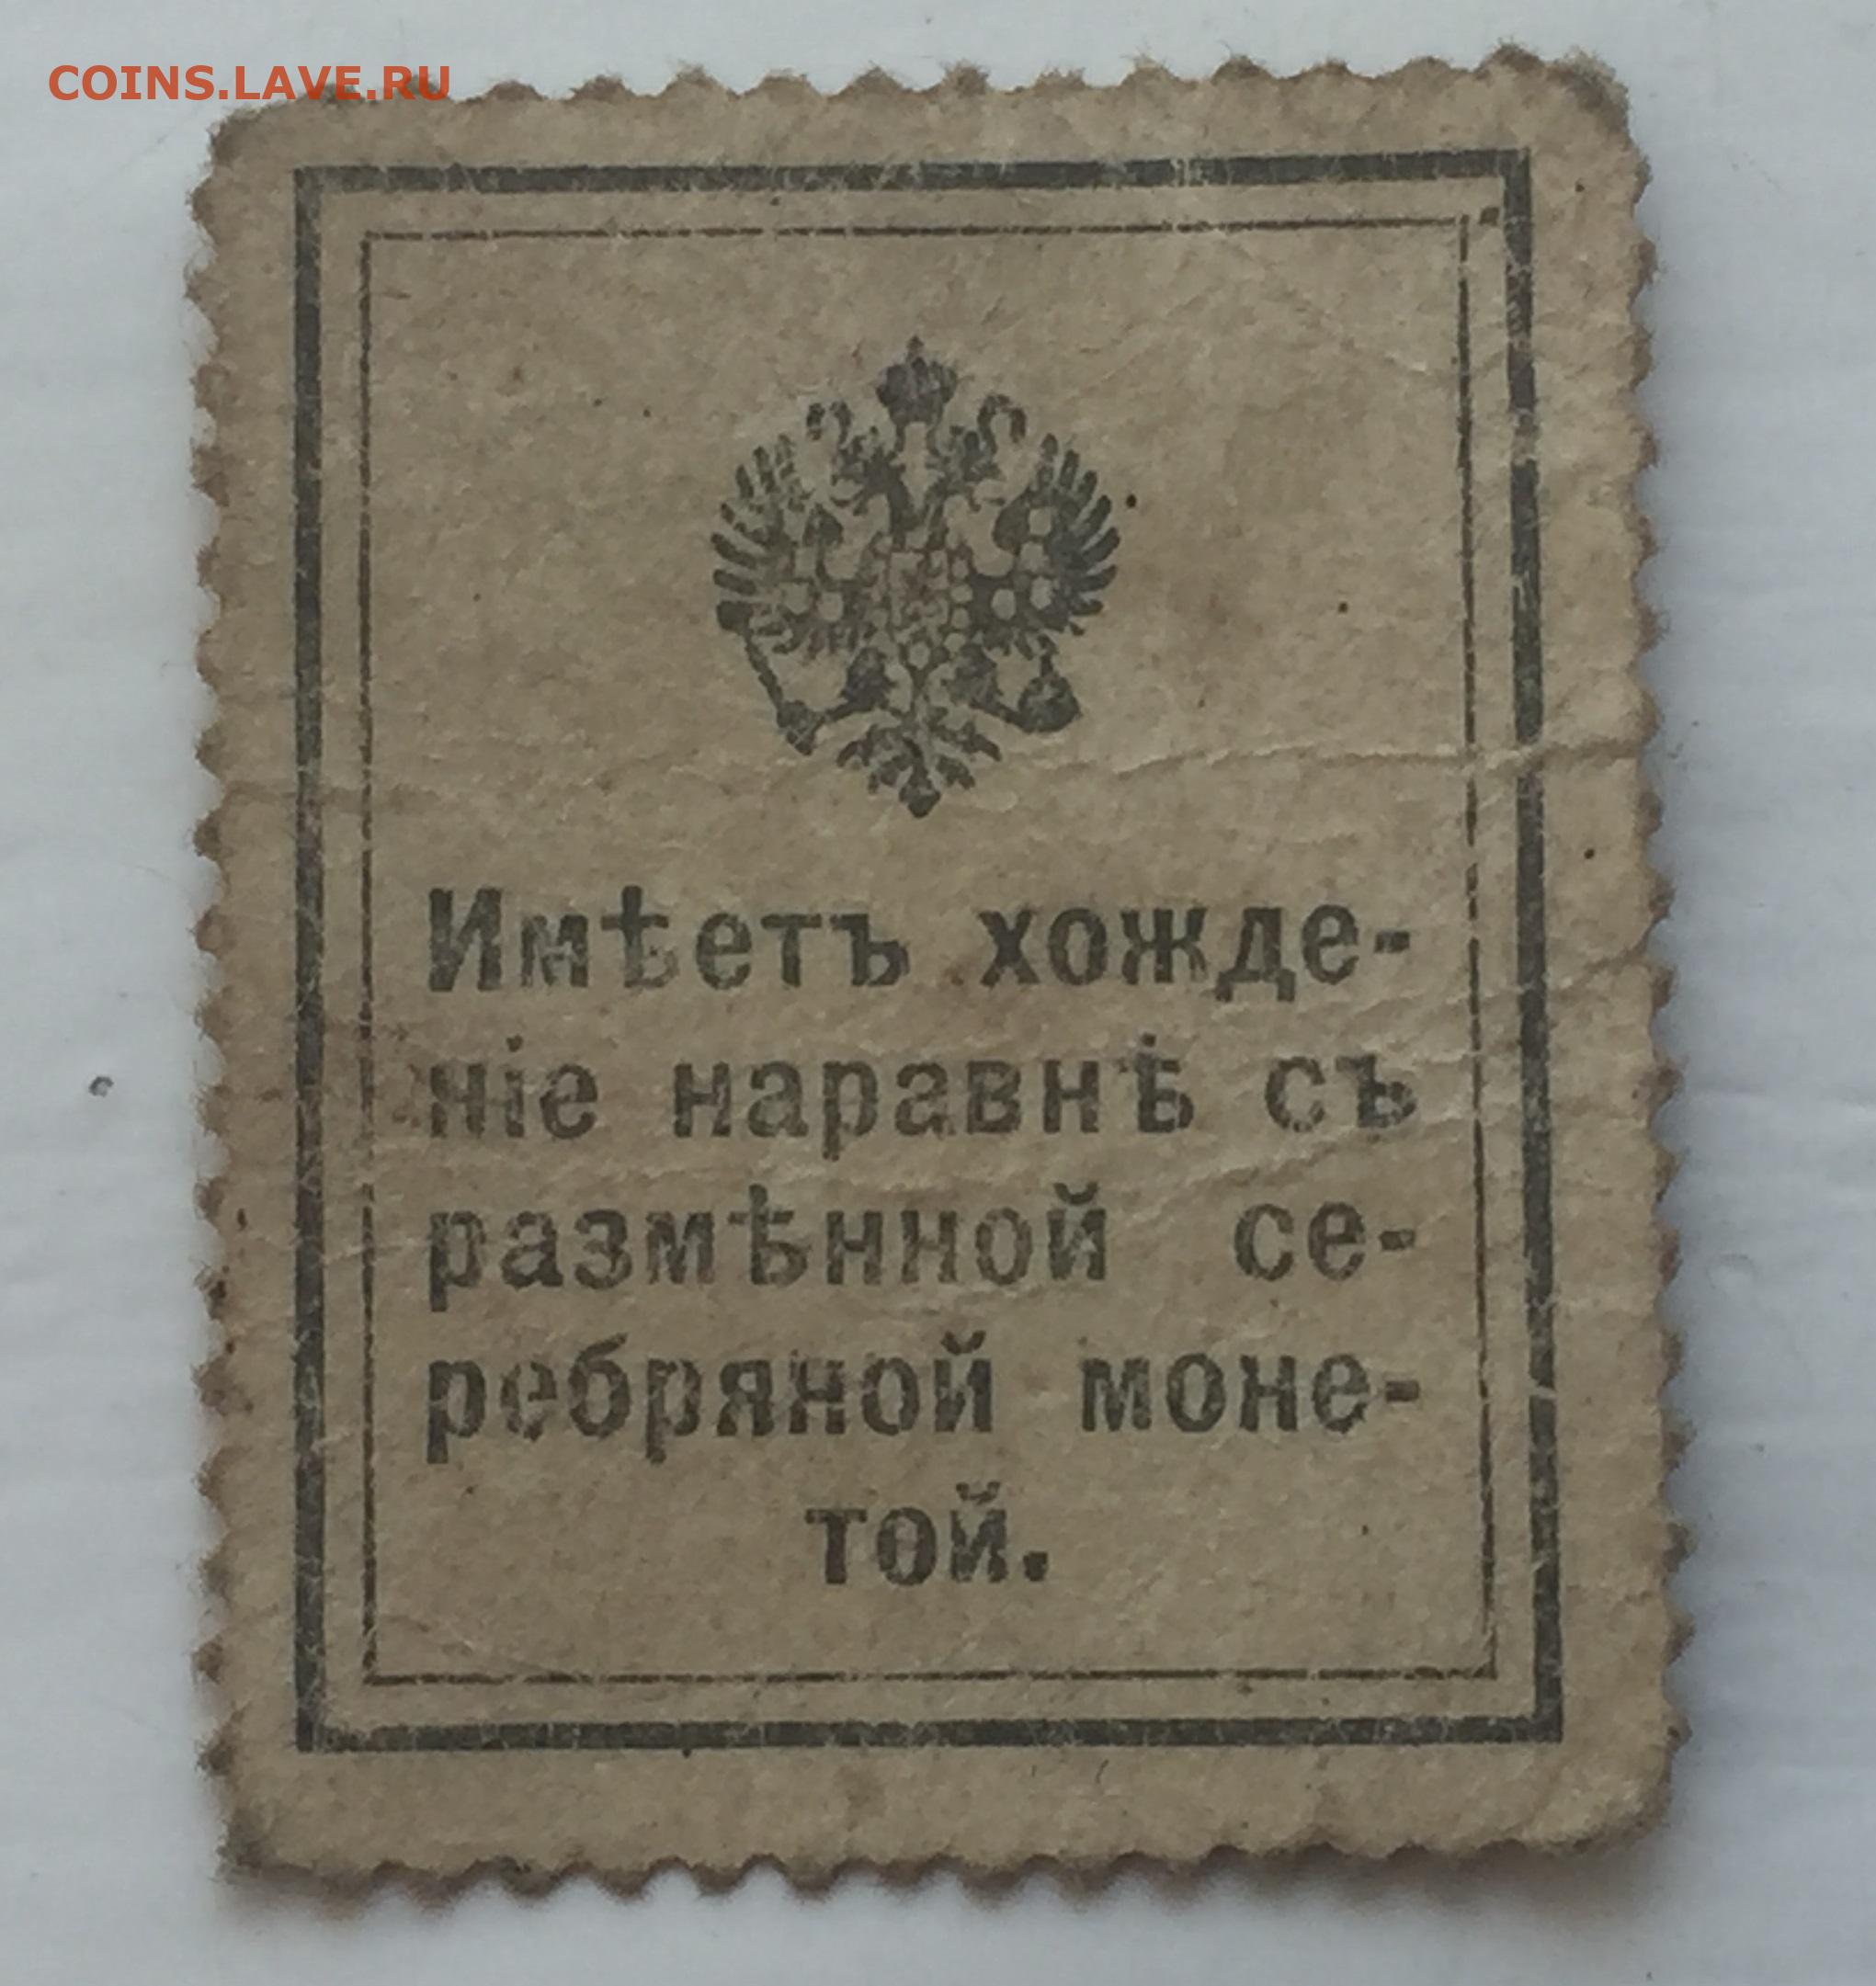 COINS.LAVE.RU
Имѣетъ хожде-
ніе наравнѣ съ
размѣнной се-
ребряной моне-
той.